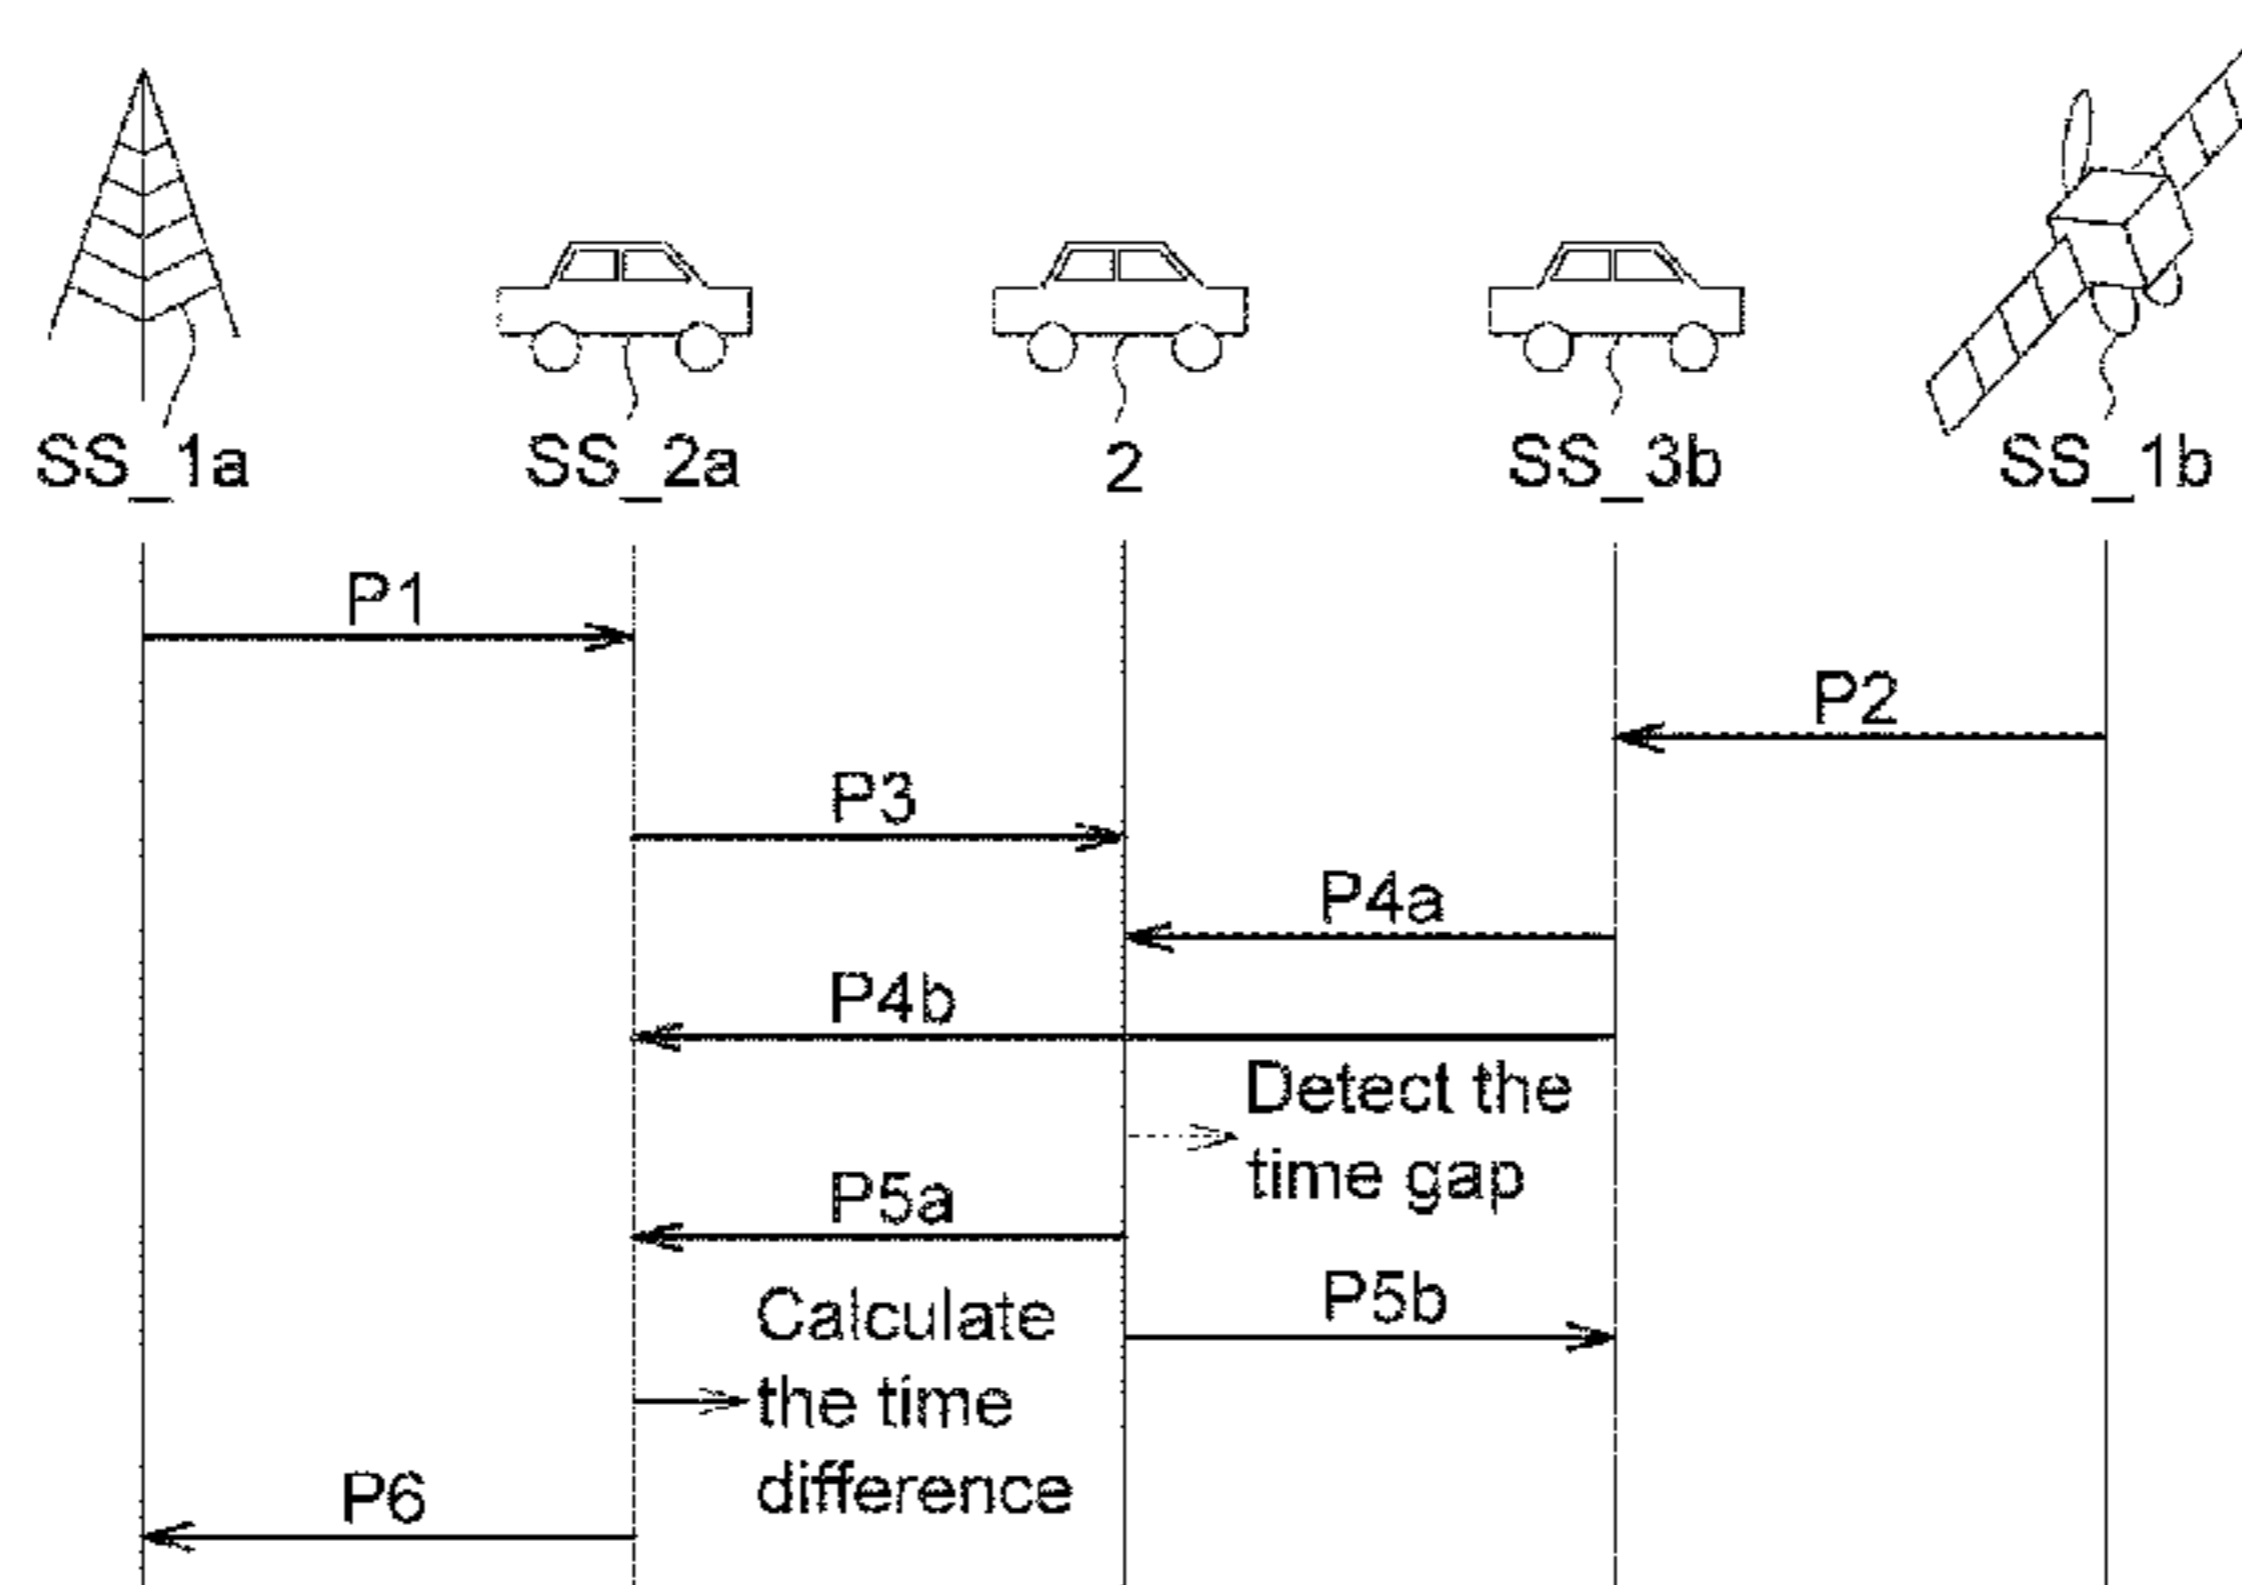 SS_1a SS_2a 2 SS_3b SS_1b
P1
P2
P3
P4a
P4b
Detect the
time gap
P5a
P5b
Calculate
the time
difference
P6